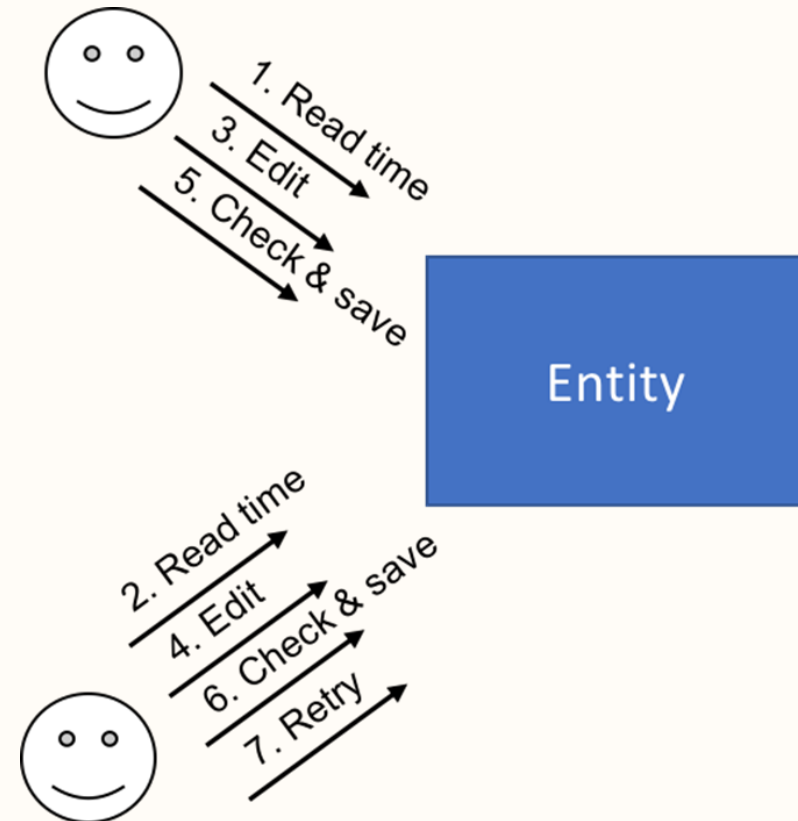 1. Read time
3. Edit
5. Check & save
Entity
2. Read time
4. Edit
6. Check & save
7. Retry